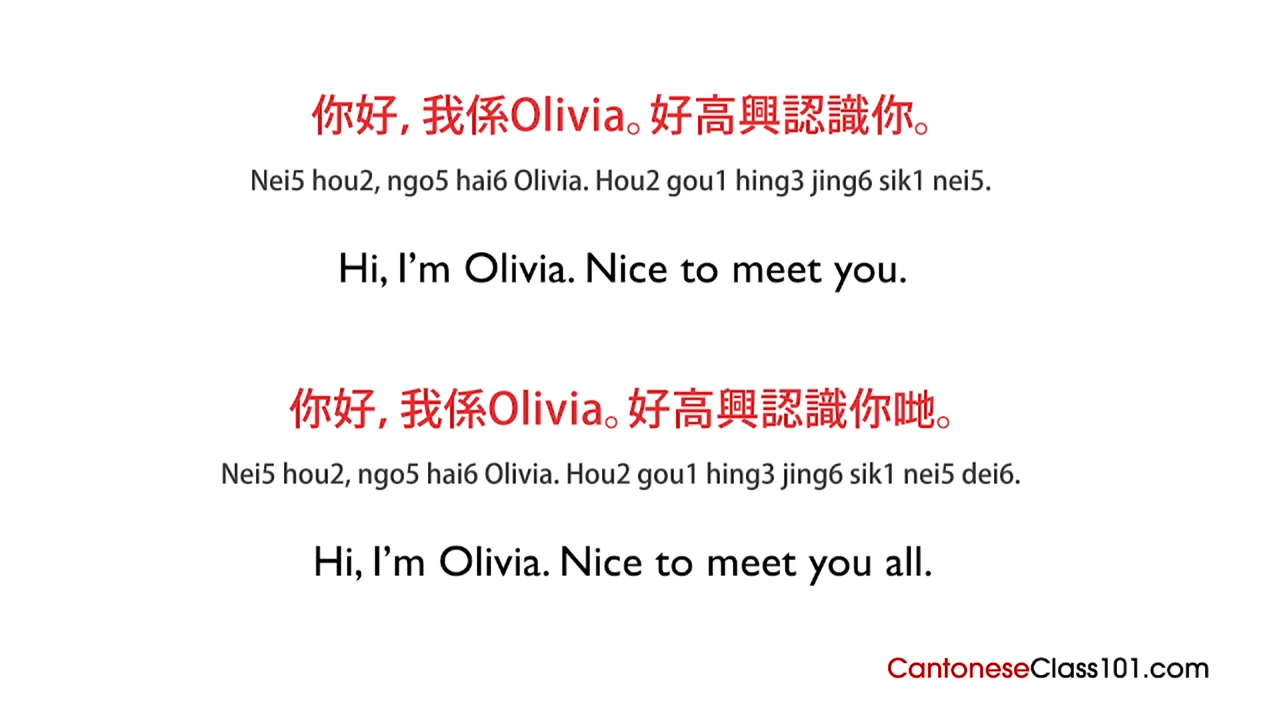 你好, 我係Olivia。好高興認識你。
Nei5 hou2, ngo5 hai6 Olivia. Hou2 gou1 hing3 jing6 sik1 nei5.
Hi, I’m Olivia. Nice to meet you.
你好, 我係Olivia。好高興認識你哋。
Nei5 hou2, ngo5 hai6 Olivia. Hou2 gou1 hing3 jing6 sik1 nei5 dei6.
Hi, I’m Olivia. Nice to meet you all.
CantoneseClass101.com